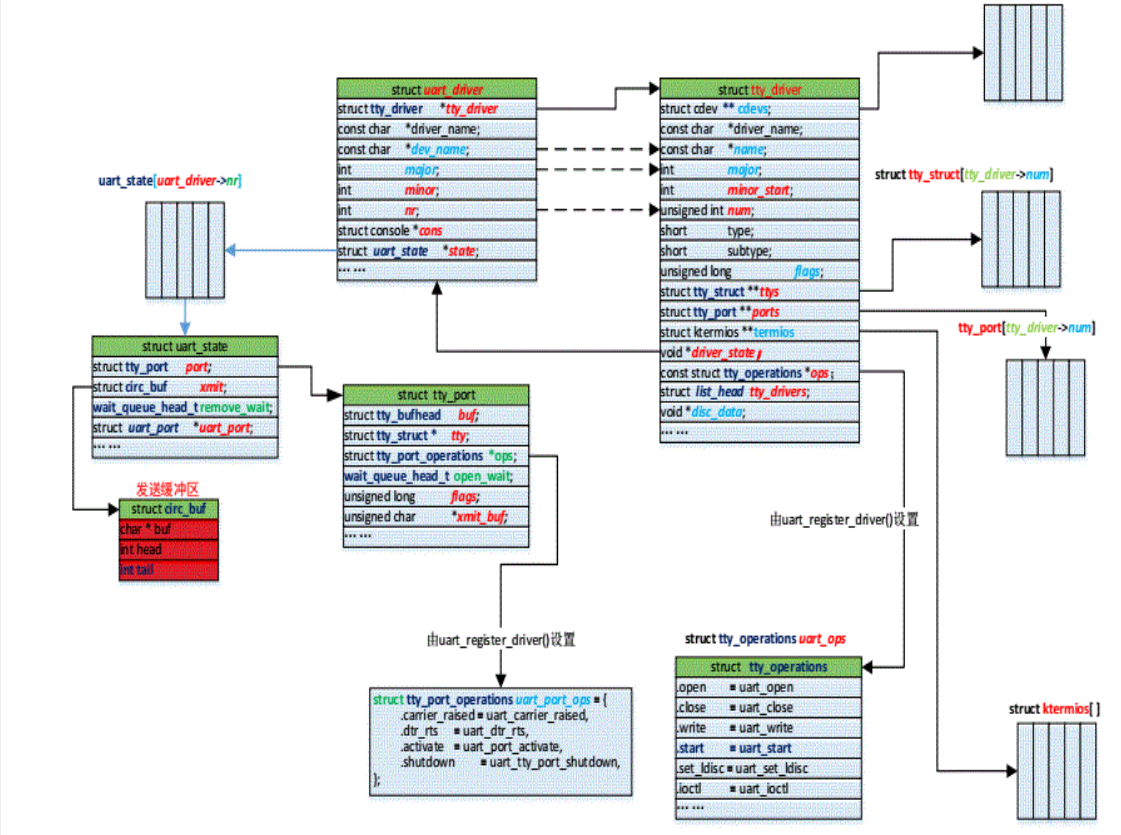 struct uart_driver
struct tty_driver *tty_driver
const char *driver_name;
const char *dev_name;
int major;
int minor;
int nr;
struct console *cons
struct uart_state *state;
... ...
struct tty_driver
struct cdev ** cdevs;
const char *driver_name;
const char *name;
int major;
int minor_start;
unsigned int num;
short type;
short subtype;
unsigned long flags;
struct tty_struct **ttys
struct tty_port **ports
struct ktermios **termios
void *driver_state;
const struct tty_operations *ops;
struct list_head tty_drivers;
void *disc_data;
... ...
struct tty_struct[tty_driver->num]
tty_port[tty_driver->num]
uart_state[uart_driver->nr]
struct uart_state
struct tty_port port;
struct circ_buf xmit;
wait_queue_head_t remove_wait;
struct uart_port *uart_port;
... ...
发送缓冲区
struct circ_buf
char * buf
int head
int tail
struct tty_port
struct tty_bufhead buf;
struct tty_struct * tty;
struct tty_port_operations *ops;
wait_queue_head_t open_wait;
unsigned long flags;
unsigned char *xmit_buf;
... ...
由uart_register_driver()设置
由uart_register_driver()设置
struct tty_port_operations uart_port_ops = {
.carrier_raised = uart_carrier_raised,
.dtr_rts = uart_dtr_rts,
.activate = uart_port_activate,
.shutdown = uart_tty_port_shutdown,
};
struct tty_operations uart_ops
struct tty_operations
.open = uart_open
.close = uart_close
.write = uart_write
.start = uart_start
.set_ldisc = uart_set_ldisc
.ioctl = uart_ioctl
... ...
struct ktermios[ ]